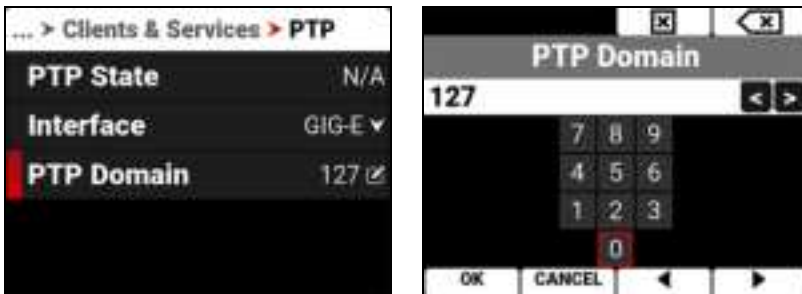 ... > Clients & Services > PTP
PTP State N/A
Interface GIG-E
PTP Domain 127
PTP Domain
127 < >
7 8 9
4 5 6
1 2 3
0
OK CANCEL ◀ ▶